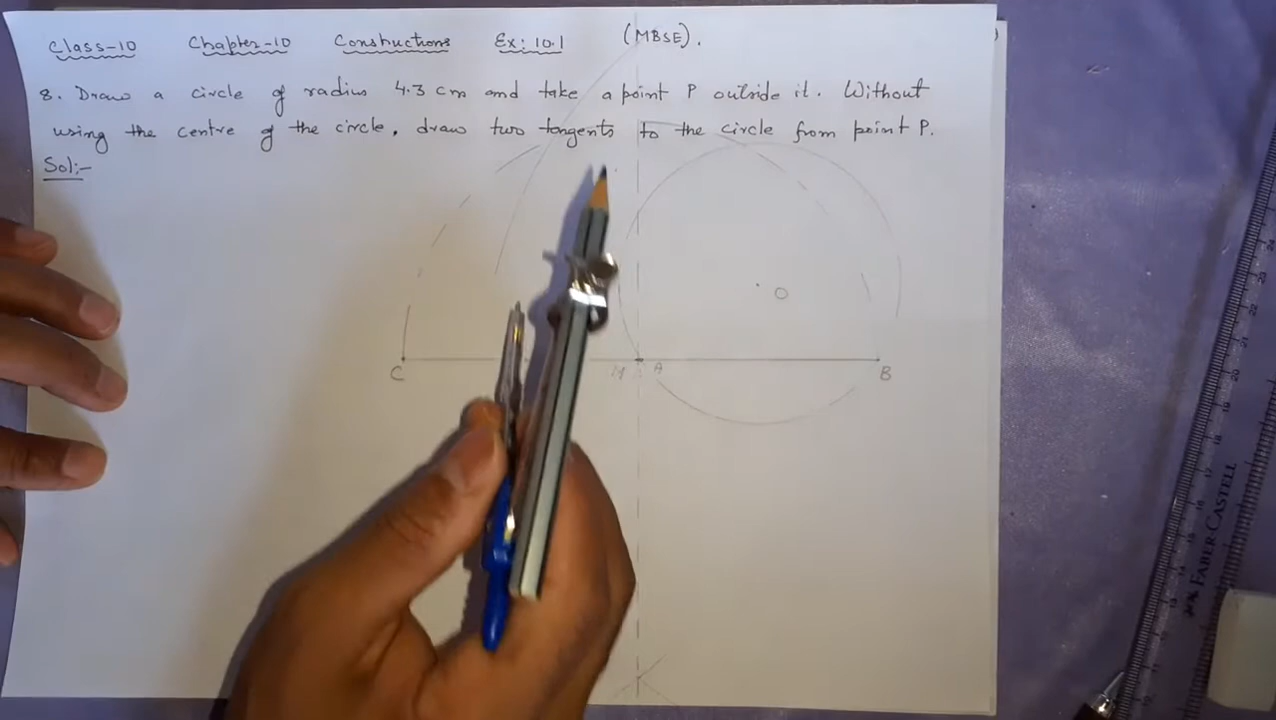 Class-10 Chapter-10 Constructions Ex: 10.1 (MBSE).
8. Draw a circle of radius 4.3 cm and take a point P outside it. Without
using the centre of the circle, draw two tangents to the circle from point P.
Sol:-
O
C M A B
FABER-CASTELL